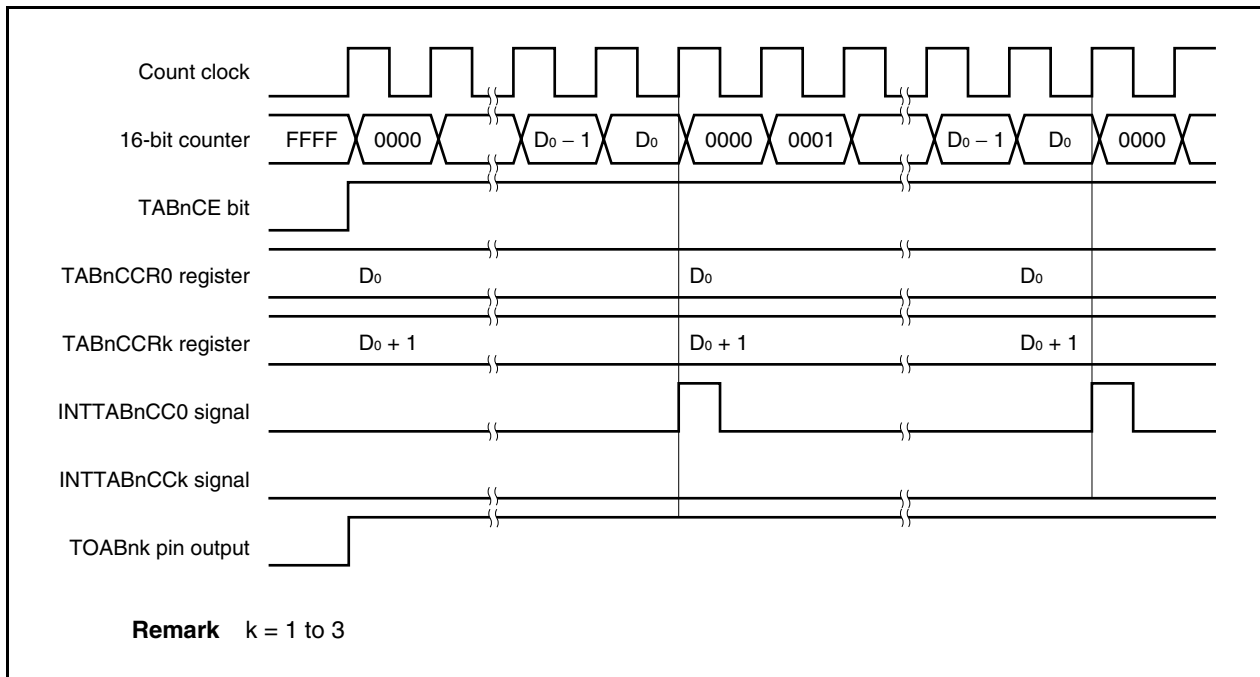 Count clock
16-bit counter FFFF 0000 D₀ − 1 D₀ 0000 0001 D₀ − 1 D₀ 0000
TABnCE bit
TABnCCR0 register D₀ D₀ D₀
TABnCCRk register D₀ + 1 D₀ + 1 D₀ + 1
INTTABnCC0 signal
INTTABnCCk signal
TOABnk pin output
Remark k = 1 to 3